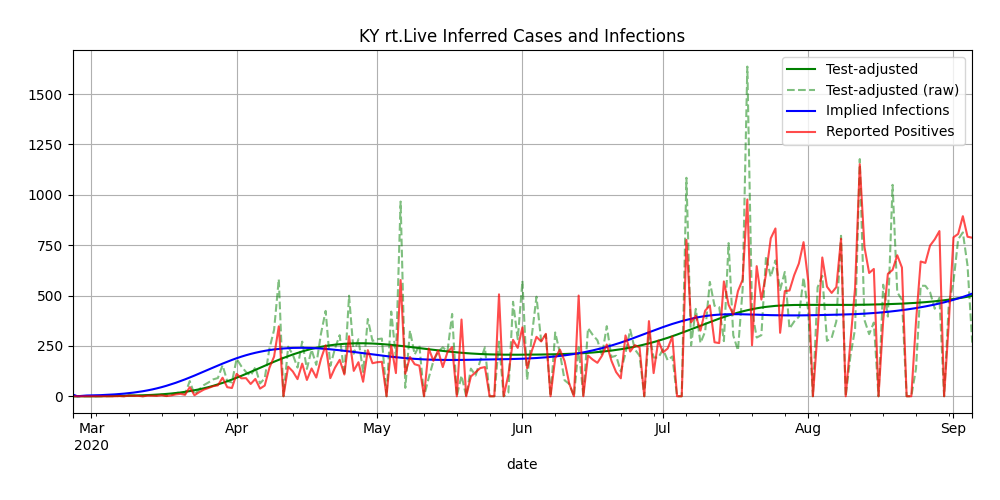 KY rt.Live Inferred Cases and Infections
Test-adjusted
Test-adjusted (raw)
Implied Infections
Reported Positives
1500
1250
1000
750
500
250
0
Mar Apr May Jun Jul Aug Sep
2020
date